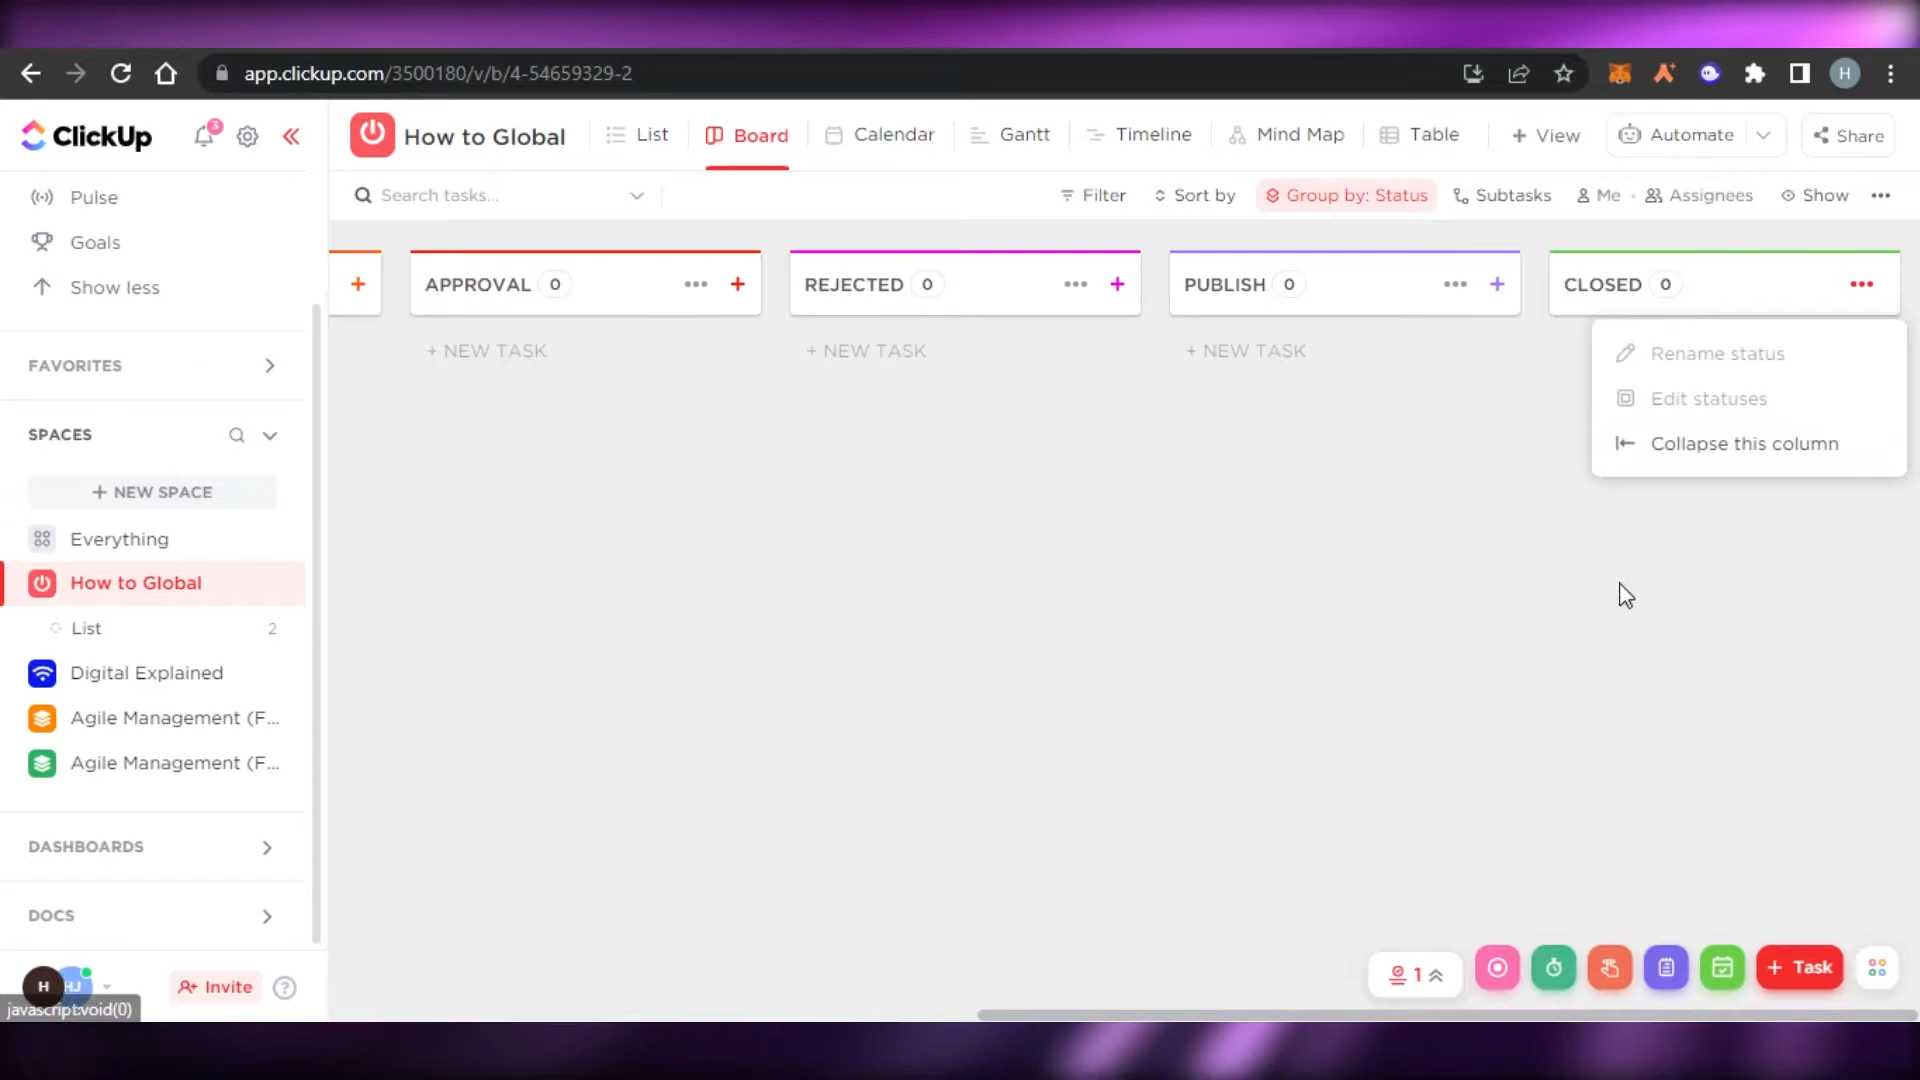 app.clickup.com/3500180/v/b/4-54659329-2
H
ClickUp
3
How to Global
List
Board
Calendar
Gantt
Timeline
Mind Map
Table
+ View
Automate
Share
Pulse
Goals
Show less
Search tasks...
Filter
Sort by
Group by: Status
Subtasks
Me
Assignees
Show
APPROVAL 0
REJECTED 0
PUBLISH 0
CLOSED 0
+ NEW TASK
+ NEW TASK
+ NEW TASK
Rename status
Edit statuses
Collapse this column
FAVORITES
SPACES
+ NEW SPACE
Everything
How to Global
List 2
Digital Explained
Agile Management (F...
Agile Management (F...
DASHBOARDS
DOCS
H
HJ
Invite
?
javascript:void(0)
1
+ Task